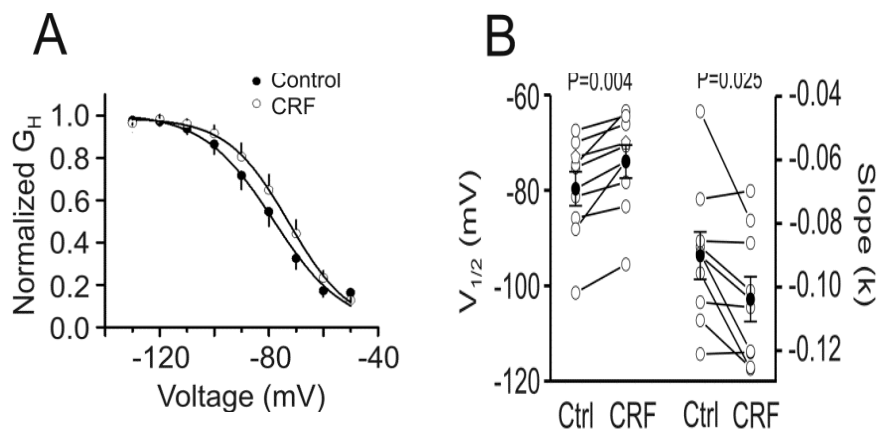 A
Control
CRF
Normalized G_H
1.0
0.8
0.6
0.4
0.2
0.0
-120
-80
-40
Voltage (mV)
B
P=0.004
P=0.025
V_1/2 (mV)
-60
-80
-100
-120
-0.04
-0.06
-0.08
-0.10
-0.12
Slope (k)
Ctrl CRF
Ctrl CRF